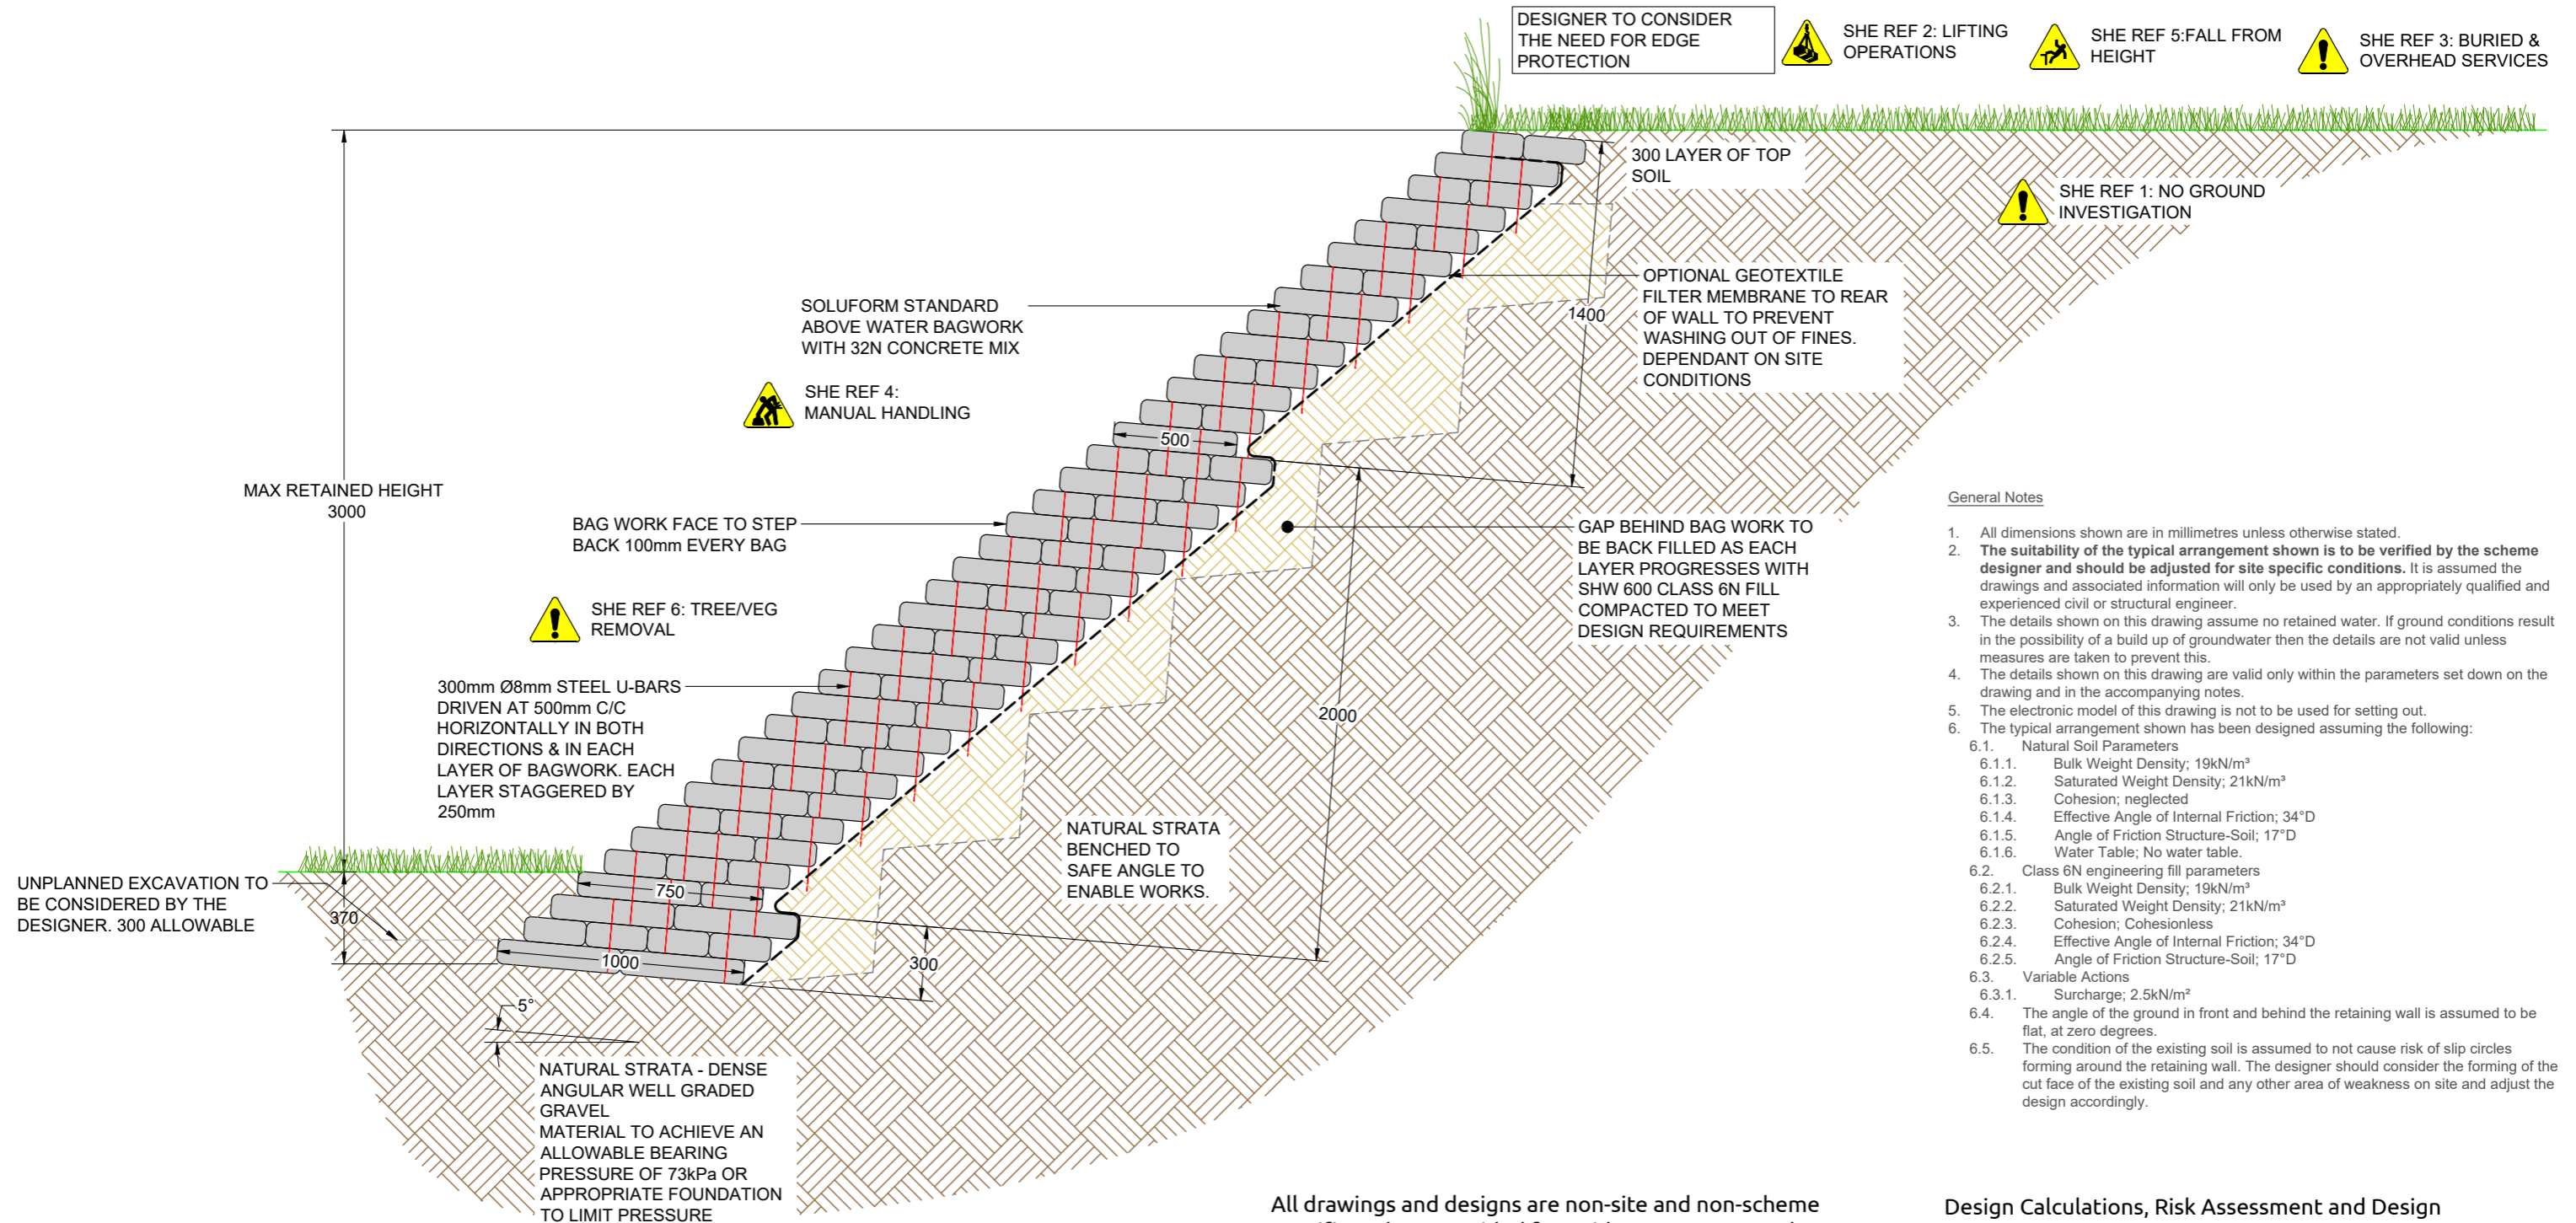 DESIGNER TO CONSIDER
THE NEED FOR EDGE
PROTECTION
SHE REF 2: LIFTING
OPERATIONS
SHE REF 5:FALL FROM
HEIGHT
SHE REF 3: BURIED &
OVERHEAD SERVICES
300 LAYER OF TOP
SOIL
SHE REF 1: NO GROUND
INVESTIGATION
SOLUFORM STANDARD
ABOVE WATER BAGWORK
WITH 32N CONCRETE MIX
OPTIONAL GEOTEXTILE
FILTER MEMBRANE TO REAR
OF WALL TO PREVENT
WASHING OUT OF FINES.
DEPENDANT ON SITE
CONDITIONS
1400
SHE REF 4:
MANUAL HANDLING
500
MAX RETAINED HEIGHT
3000
BAG WORK FACE TO STEP
BACK 100mm EVERY BAG
GAP BEHIND BAG WORK TO
BE BACK FILLED AS EACH
LAYER PROGRESSES WITH
SHW 600 CLASS 6N FILL
COMPACTED TO MEET
DESIGN REQUIREMENTS
SHE REF 6: TREE/VEG
REMOVAL
300mm Ø8mm STEEL U-BARS
DRIVEN AT 500mm C/C
HORIZONTALLY IN BOTH
DIRECTIONS & IN EACH
LAYER OF BAGWORK. EACH
LAYER STAGGERED BY
250mm
2000
NATURAL STRATA
BENCHED TO
SAFE ANGLE TO
ENABLE WORKS.
UNPLANNED EXCAVATION TO
BE CONSIDERED BY THE
DESIGNER. 300 ALLOWABLE
370
750
1000
300
5°
NATURAL STRATA - DENSE
ANGULAR WELL GRADED
GRAVEL
MATERIAL TO ACHIEVE AN
ALLOWABLE BEARING
PRESSURE OF 73kPa OR
APPROPRIATE FOUNDATION
TO LIMIT PRESSURE
General Notes
1. All dimensions shown are in millimetres unless otherwise stated.
2. The suitability of the typical arrangement shown is to be verified by the scheme
designer and should be adjusted for site specific conditions. It is assumed the
drawings and associated information will only be used by an appropriately qualified and
experienced civil or structural engineer.
3. The details shown on this drawing assume no retained water. If ground conditions result
in the possibility of a build up of groundwater then the details are not valid unless
measures are taken to prevent this.
4. The details shown on this drawing are valid only within the parameters set down on the
drawing and in the accompanying notes.
5. The electronic model of this drawing is not to be used for setting out.
6. The typical arrangement shown has been designed assuming the following:
6.1. Natural Soil Parameters
6.1.1. Bulk Weight Density; 19kN/m³
6.1.2. Saturated Weight Density; 21kN/m³
6.1.3. Cohesion; neglected
6.1.4. Effective Angle of Internal Friction; 34°D
6.1.5. Angle of Friction Structure-Soil; 17°D
6.1.6. Water Table; No water table.
6.2. Class 6N engineering fill parameters
6.2.1. Bulk Weight Density; 19kN/m³
6.2.2. Saturated Weight Density; 21kN/m³
6.2.3. Cohesion; Cohesionless
6.2.4. Effective Angle of Internal Friction; 34°D
6.2.5. Angle of Friction Structure-Soil; 17°D
6.3. Variable Actions
6.3.1. Surcharge; 2.5kN/m²
6.4. The angle of the ground in front and behind the retaining wall is assumed to be
flat, at zero degrees.
6.5. The condition of the existing soil is assumed to not cause risk of slip circles
forming around the retaining wall. The designer should consider the forming of the
cut face of the existing soil and any other area of weakness on site and adjust the
design accordingly.
All drawings and designs are non-site and non-scheme
Design Calculations, Risk Assessment and Design